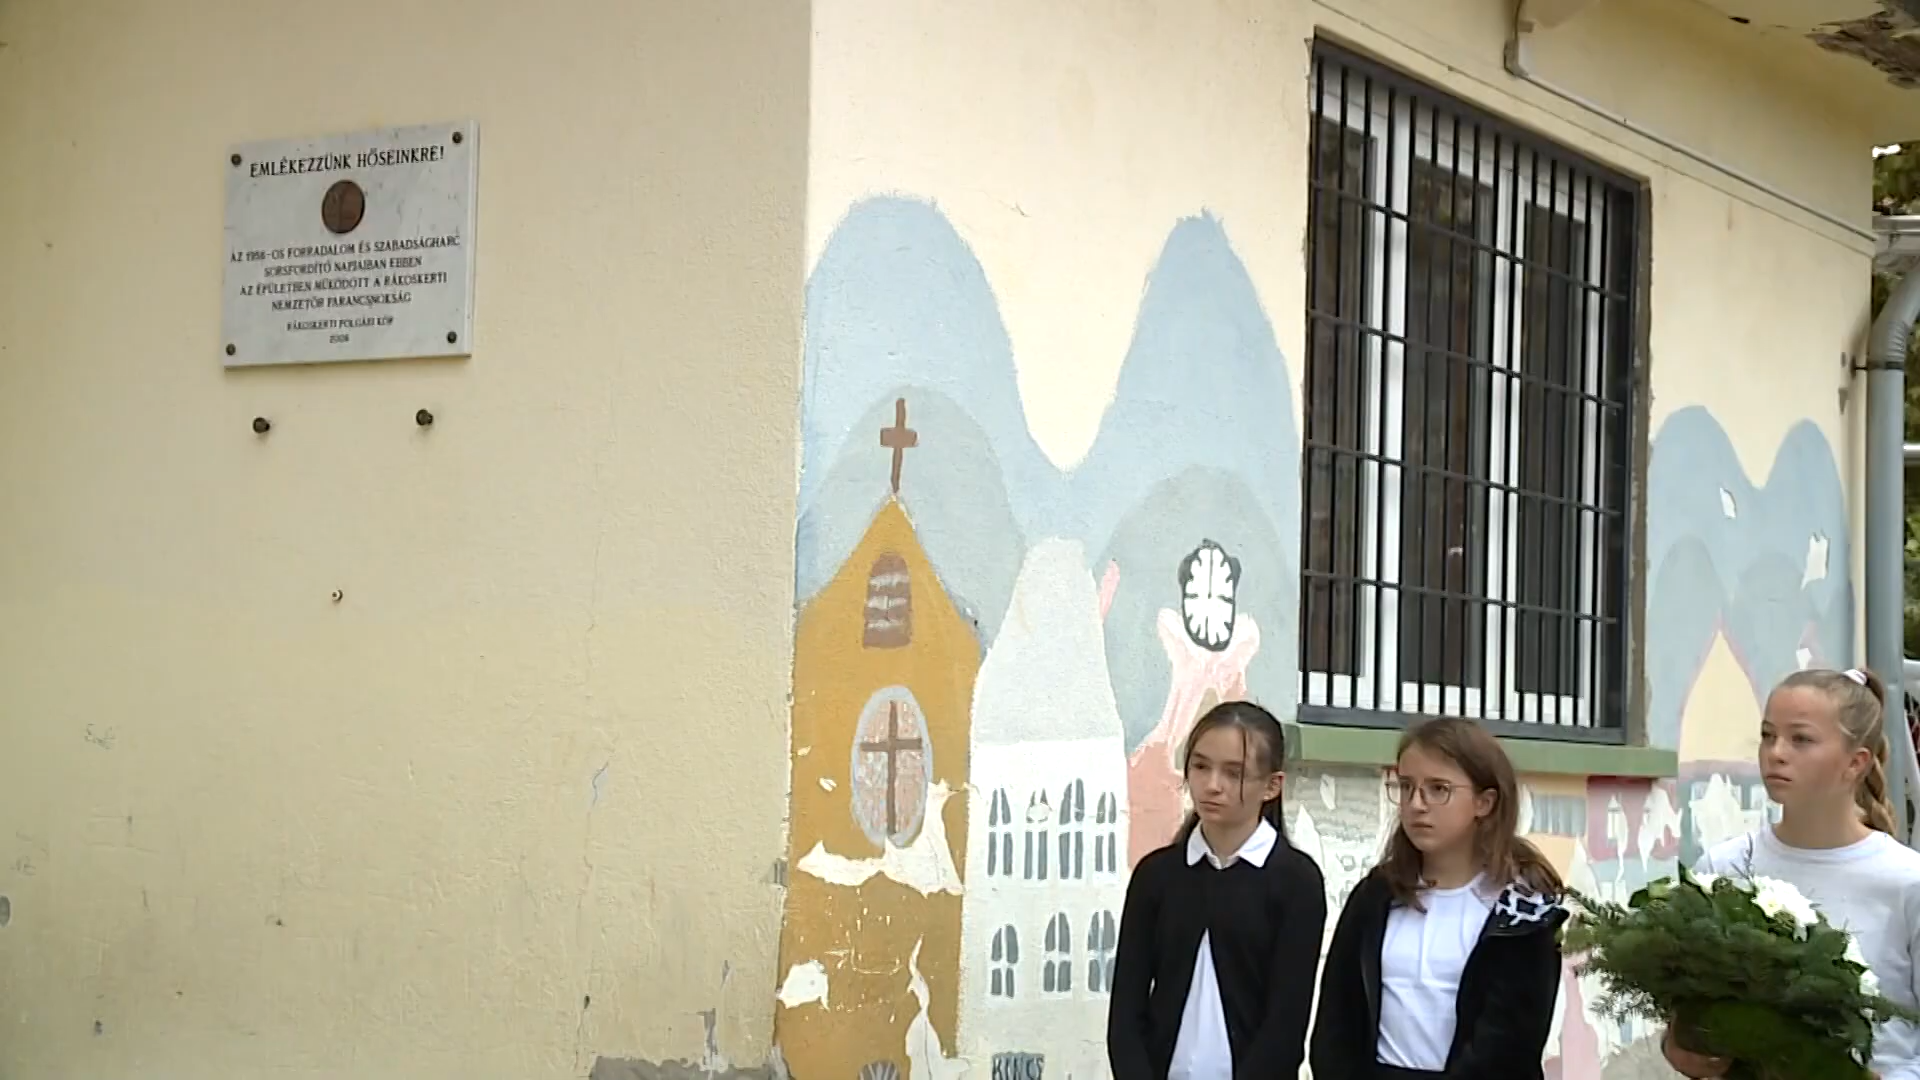 EMLÉKEZZÜNK HŐSEINKRE!
AZ 1956-OS FORRADALOM ÉS SZABADSÁGHARC
SORSFORDÍTÓ NAPJAIBAN EBBEN
AZ ÉPÜLETBEN MŰKÖDÖTT A RÁKOSKERTI
NEMZETŐR PARANCSNOKSÁG
RÁKOSKERTI POLGÁRI KÖR
2006